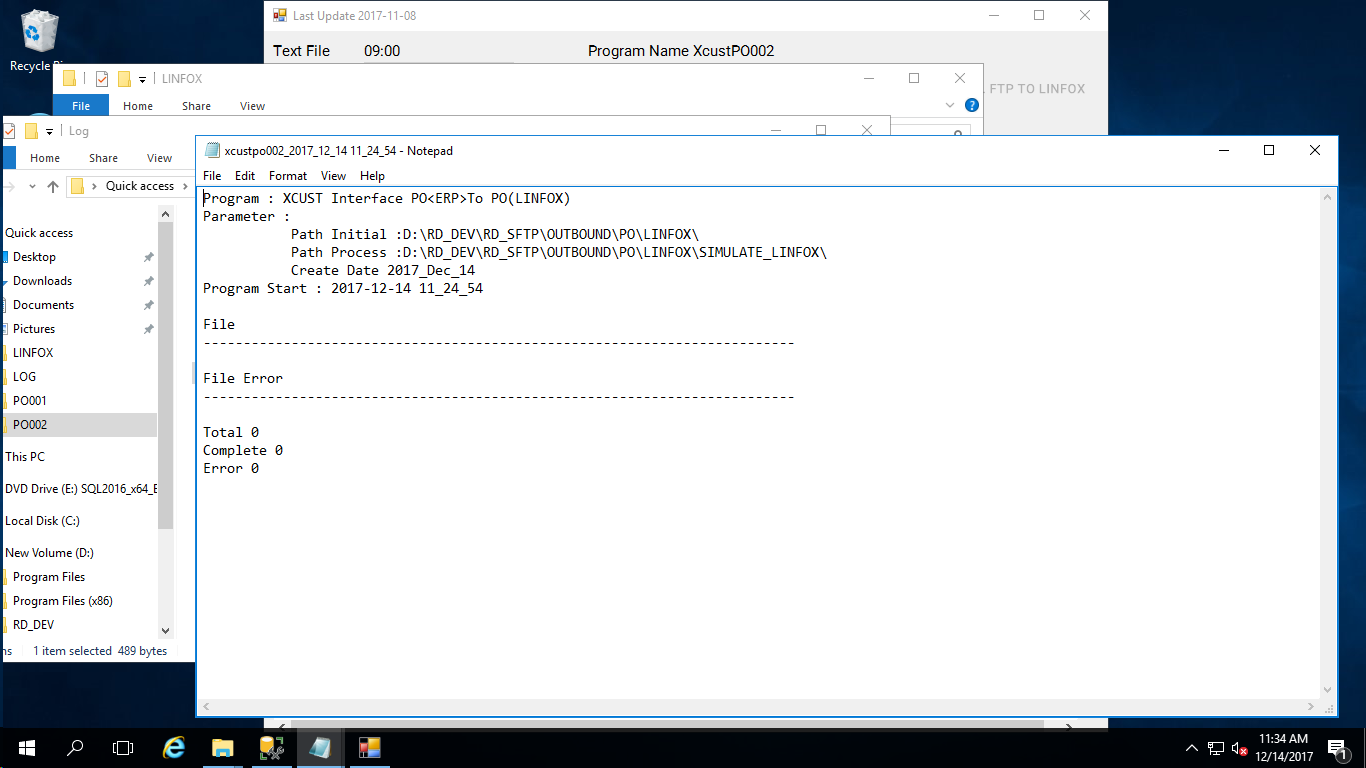 Recycle
Last Update 2017-11-08
Text File 09:00 Program Name XcustPO002
FTP TO LINFOX
LINFOX
File Home Share View
Log
Home Share View
Quick access
Quick access
Desktop
Downloads
Documents
Pictures
LINFOX
LOG
PO001
PO002
This PC
DVD Drive (E:) SQL2016_x64_E
Local Disk (C:)
New Volume (D:)
Program Files
Program Files (x86)
RD_DEV
1 item selected 489 bytes
xcustpo002_2017_12_14 11_24_54 - Notepad
File Edit Format View Help
Program : XCUST Interface PO<ERP>To PO(LINFOX)
Parameter :
Path Initial :D:\RD_DEV\RD_SFTP\OUTBOUND\PO\LINFOX\
Path Process :D:\RD_DEV\RD_SFTP\OUTBOUND\PO\LINFOX\SIMULATE_LINFOX\
Create Date 2017_Dec_14
Program Start : 2017-12-14 11_24_54
File
--------------------------------------------------------------------------
File Error
--------------------------------------------------------------------------
Total 0
Complete 0
Error 0
11:34 AM
12/14/2017
1